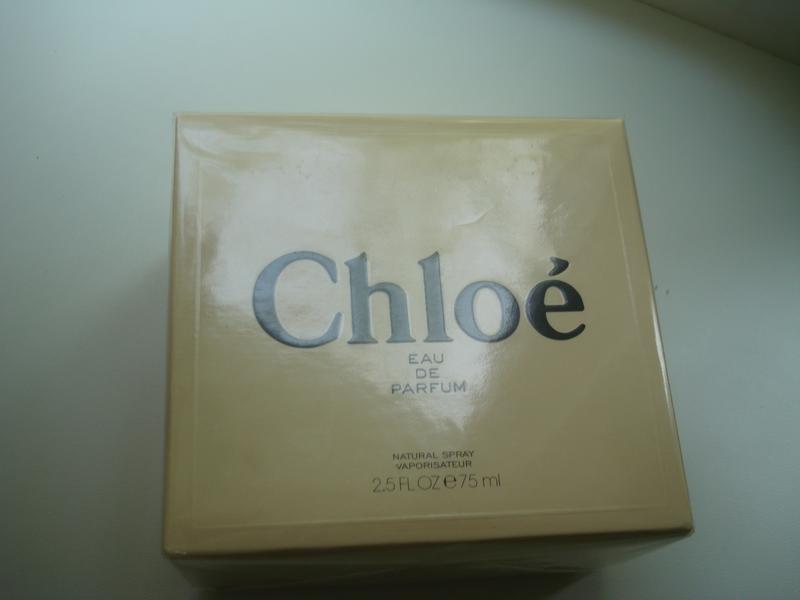 Chloé
EAU
DE
PARFUM
NATURAL SPRAY
VAPORISATEUR
2.5 FL OZ ℮ 75 ml